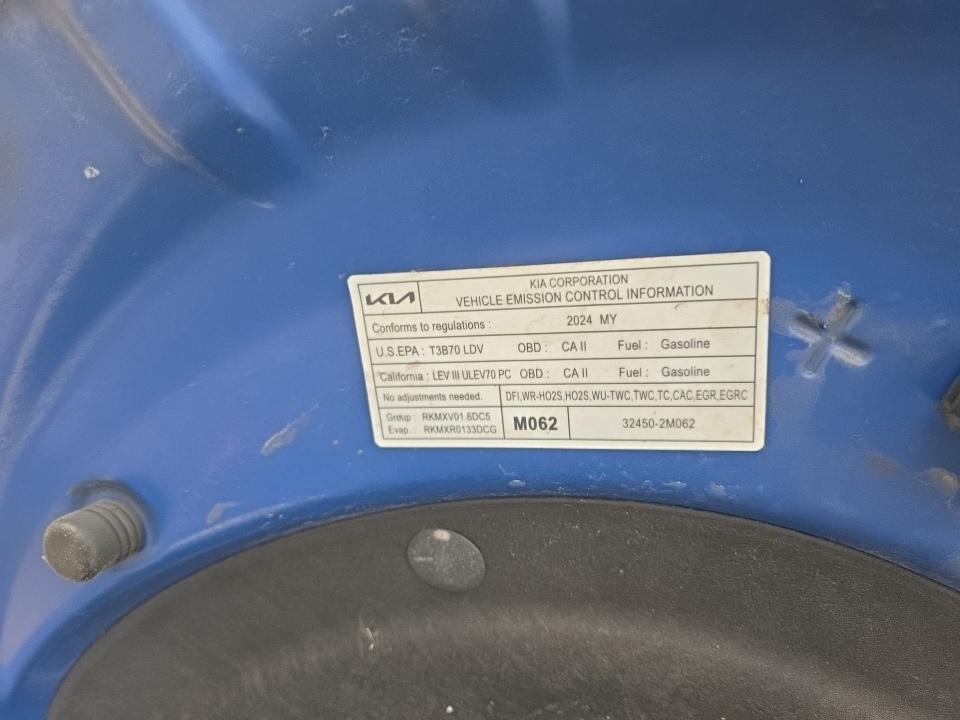 KIA
KIA CORPORATION
VEHICLE EMISSION CONTROL INFORMATION
Conforms to regulations : 2024 MY
U.S.EPA : T3B70 LDV OBD : CA II Fuel : Gasoline
California : LEV III ULEV70 PC OBD : CA II Fuel : Gasoline
No adjustments needed. DFI,WR-HO2S,HO2S,WU-TWC,TWC,TC,CAC,EGR,EGRC
Group : RKMXV01.6DC5
Evap. : RKMXR0133DCG
M062
32450-2M062